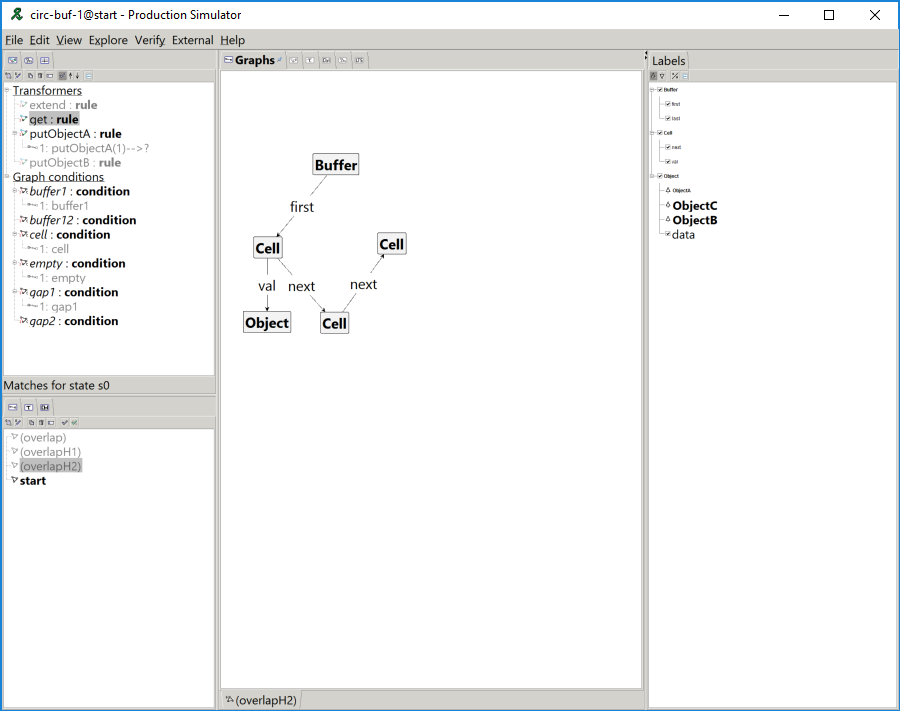 circ-buf-1@start - Production Simulator
File Edit View Explore Verify External Help
Transformers
extend : rule
get : rule
putObjectA : rule
1: putObjectA(1)-->?
putObjectB : rule
Graph conditions
buffer1 : condition
1: buffer1
buffer12 : condition
cell : condition
1: cell
empty : condition
1: empty
gap1 : condition
1: gap1
gap2 : condition
Matches for state s0
(overlap)
(overlapH1)
(overlapH2)
start
Graphs
Buffer
first
Cell
Cell
val
next
next
Object
Cell
(overlapH2)
Labels
Buffer
first
last
Cell
next
val
Object
ObjectA
ObjectC
ObjectB
data